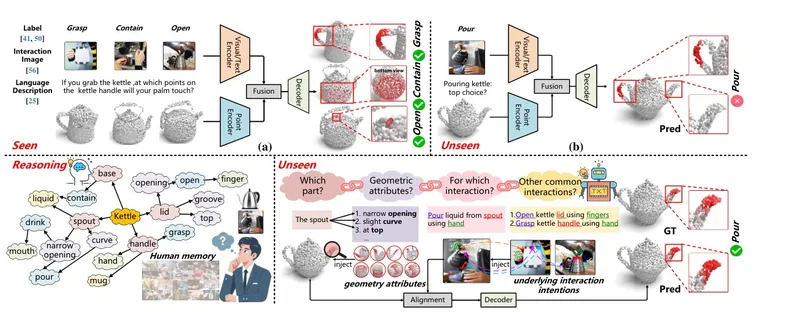 Label
[41, 50]
Interaction
Image
[56]
Language
Description
[25]
Grasp
Contain
Open
If you grab the kettle ,at which points on
the kettle handle will your palm touch?
Visual/Text
Encoder
Point
Encoder
Fusion
Decoder
bottom view
Grasp
Contain
Open
Seen
(a)
Pour
Pouring kettle:
top choice?
Visual/Text
Encoder
Point
Encoder
Fusion
Decoder
Pred
Pour
Unseen
(b)
Reasoning
base
opening
open
finger
liquid
contain
groove
drink
spout
Kettle
lid
top
curve
grasp
mouth
narrow
opening
handle
hand
pour
mug
Human memory
?
Unseen
Which
part?
Geometric
attributes?
For which
interaction?
Other common
interactions?
TXT
The spout
1. narrow opening
2. slight curve
3. at top
...
Pour liquid from spout
using hand
1.Open kettle lid using fingers
2.Grasp kettle handle using hand
inject
geometry attributes
inject
underlying interaction
intentions
Alignment
Decoder
GT
Pred
Pour